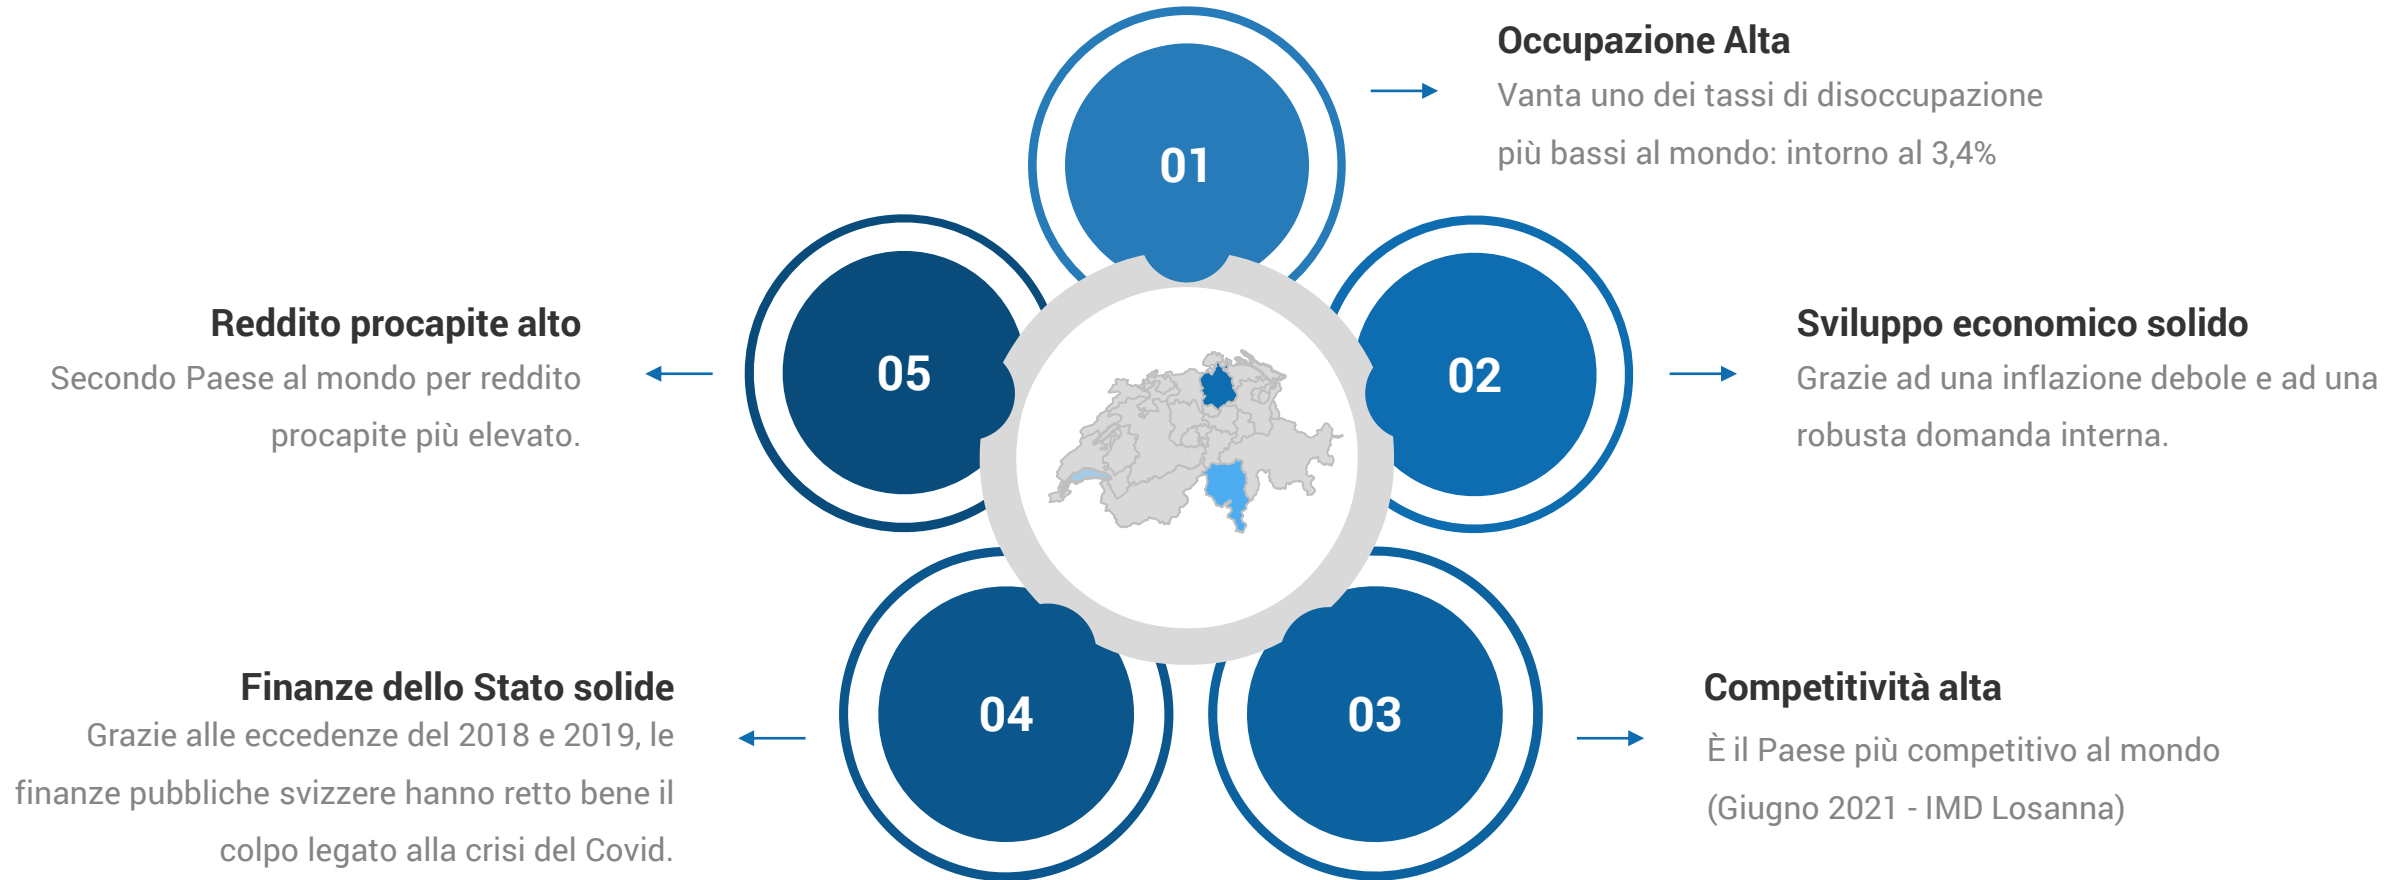 01
Occupazione Alta
Vanta uno dei tassi di disoccupazione
più bassi al mondo: intorno al 3,4%
02
Sviluppo economico solido
Grazie ad una inflazione debole e ad una
robusta domanda interna.
03
Competitività alta
È il Paese più competitivo al mondo
(Giugno 2021 - IMD Losanna)
04
Finanze dello Stato solide
Grazie alle eccedenze del 2018 e 2019, le
finanze pubbliche svizzere hanno retto bene il
colpo legato alla crisi del Covid.
05
Reddito procapite alto
Secondo Paese al mondo per reddito
procapite più elevato.